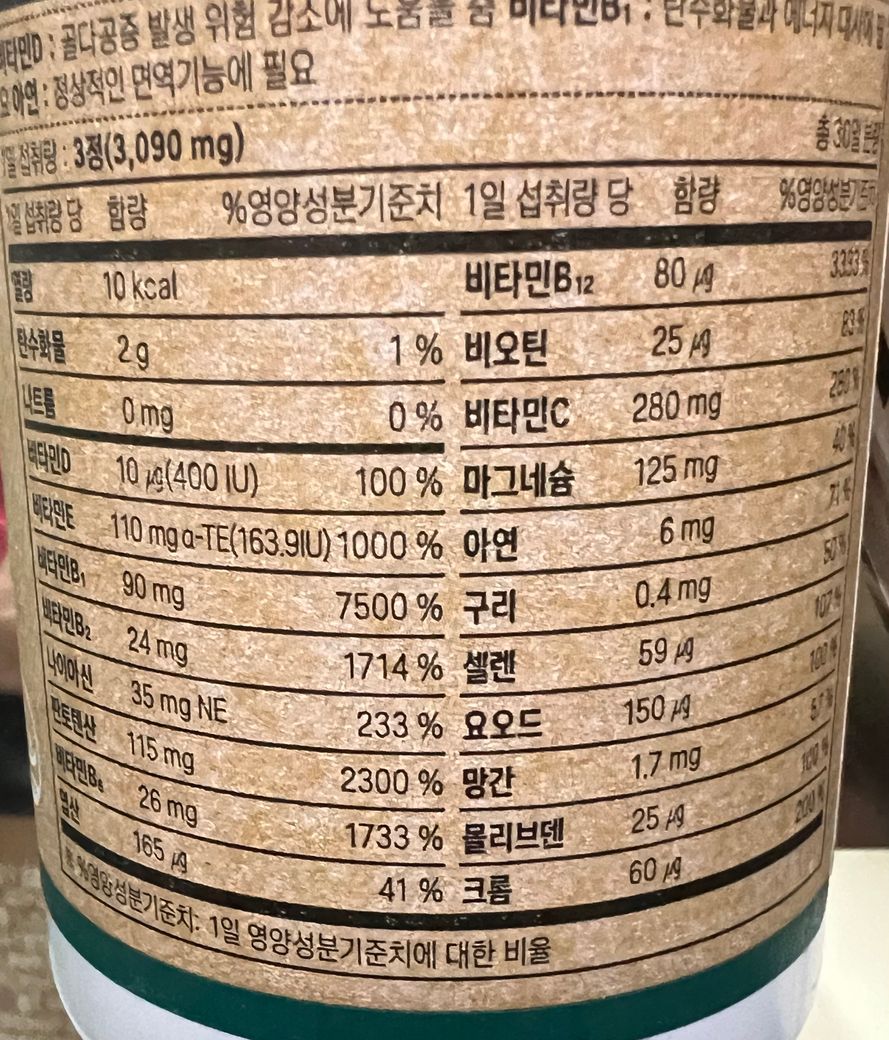 비타민D : 골다공증 발생 위험 감소에 도움을 줌 비타민B₁ : 탄수화물과 에너지 대사에 필
요 아연 : 정상적인 면역기능에 필요
1일 섭취량 : 3정(3,090 mg) 총 30일분
1일 섭취량 당 함량 %영양성분기준치 1일 섭취량 당 함량 %영양성분기준치
열량 10 kcal 비타민B₁₂ 80 ㎍ 3333 %
탄수화물 2 g 1 % 비오틴 25 ㎍ 83 %
나트륨 0 mg 0 % 비타민C 280 mg 280 %
비타민D 10 ㎍(400 IU) 100 % 마그네슘 125 mg 40 %
비타민E 110 mg α-TE(163.9IU) 1000 % 아연 6 mg 71 %
비타민B₁ 90 mg 7500 % 구리 0.4 mg 50 %
비타민B₂ 24 mg 1714 % 셀렌 59 ㎍ 107 %
나이아신 35 mg NE 233 % 요오드 150 ㎍ 100 %
판토텐산 115 mg 2300 % 망간 1.7 mg 57 %
비타민B₆ 26 mg 1733 % 몰리브덴 25 ㎍ 100 %
엽산 165 ㎍ 41 % 크롬 60 ㎍ 200 %
※ %영양성분기준치: 1일 영양성분기준치에 대한 비율